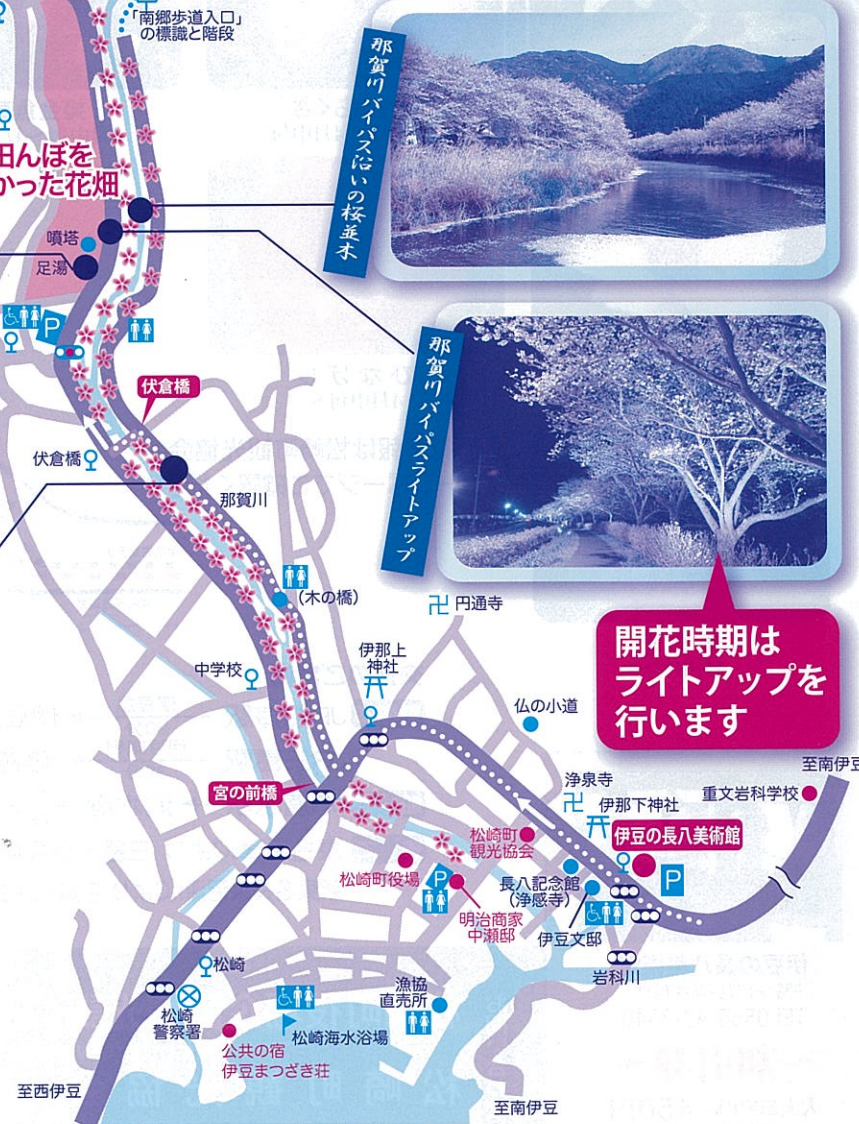 「南郷歩道入口」
の標識と階段
那賀川バイパス沿いの桜並木
田んぼを
かった花畑
噴塔
足湯
P
伏倉橋
伏倉橋
那賀川バイパスライトアップ
那賀川
(木の橋)
円通寺
開花時期は
ライトアップを
行います
伊那上
神社
中学校
仏の小道
至南伊豆
宮の前橋
浄泉寺
重文岩科学校
伊那下神社
松崎町
観光協会
伊豆の長八美術館
松崎町役場
P
P
長八記念館
(浄感寺)
明治商家
中瀬邸
伊豆文邸
岩科川
松崎
漁協
直売所
松崎
警察署
松崎海水浴場
公共の宿
伊豆まつざき荘
至西伊豆
至南伊豆